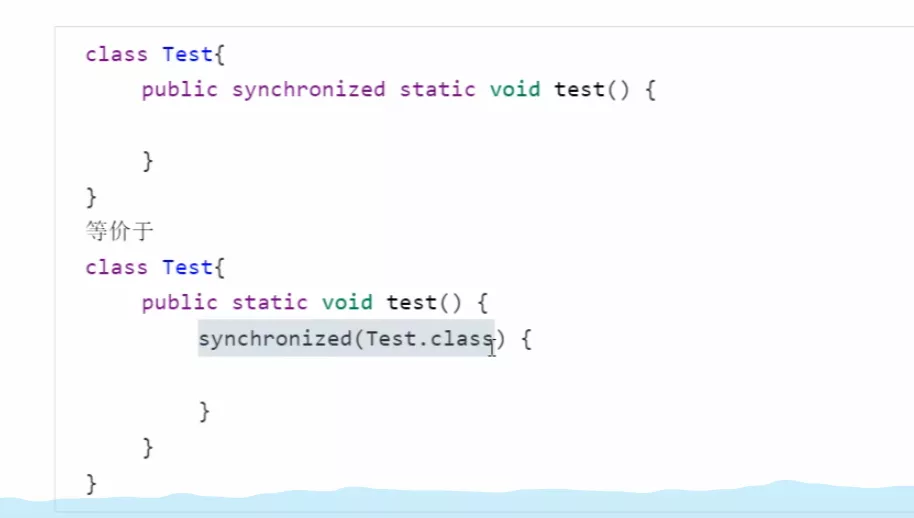 class Test{
public synchronized static void test() {
}
}
等价于
class Test{
public static void test() {
synchronized(Test.class) {
}
}
}